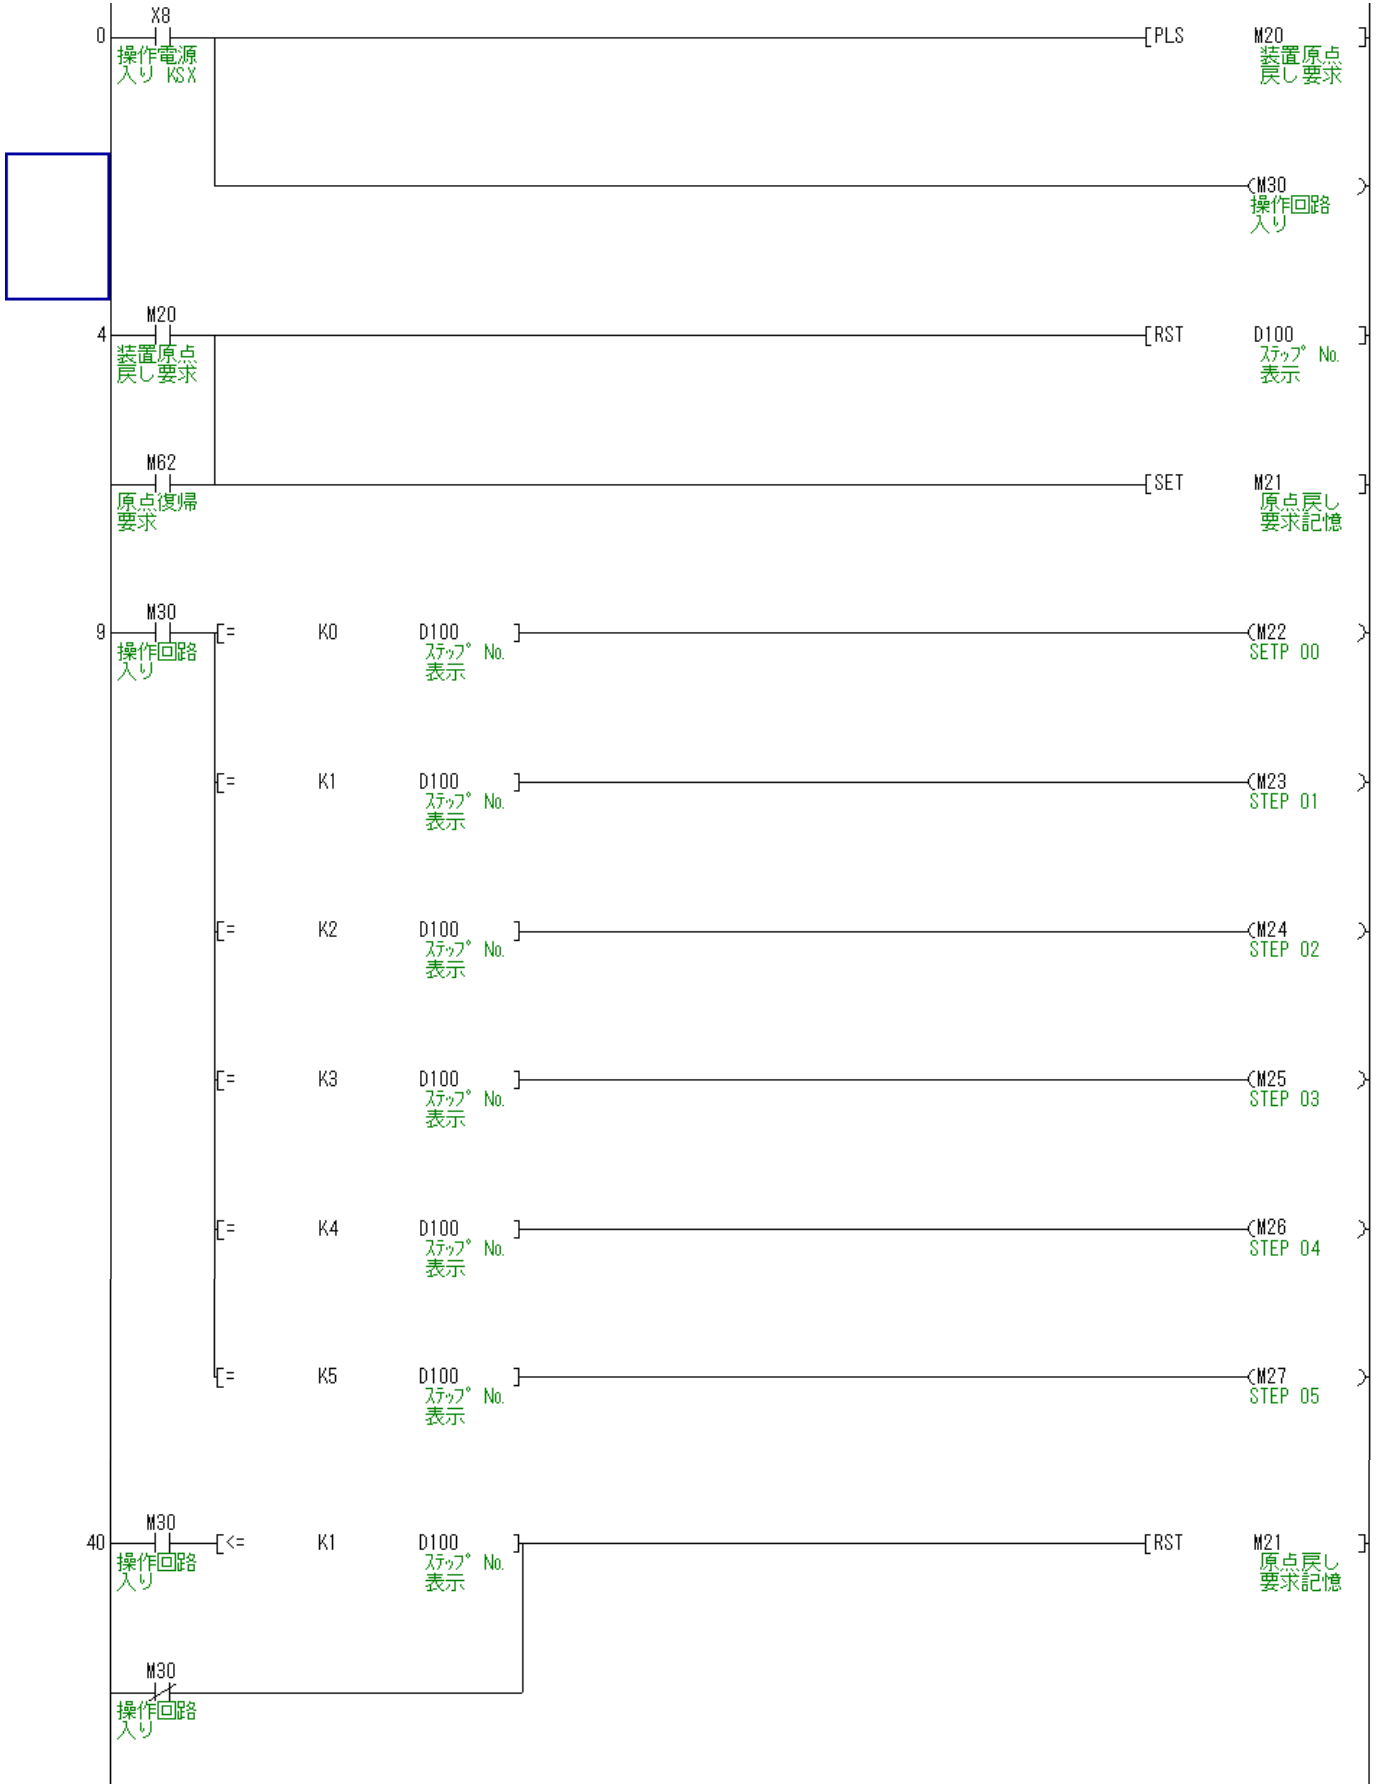 X8
0 [PLS M20 ]
操作電源
入り KSX
装置原点
戻し要求
(M30 )
操作回路
入り
M20
4 [RST D100 ]
装置原点
戻し要求
ｽﾃｯﾌﾟ No.
表示
M62
[SET M21 ]
原点復帰
要求
原点戻し
要求記憶
M30
9 [= K0 D100 ] (M22 )
操作回路
入り
ｽﾃｯﾌﾟ No.
表示
SETP 00
[= K1 D100 ] (M23 )
ｽﾃｯﾌﾟ No.
表示
STEP 01
[= K2 D100 ] (M24 )
ｽﾃｯﾌﾟ No.
表示
STEP 02
[= K3 D100 ] (M25 )
ｽﾃｯﾌﾟ No.
表示
STEP 03
[= K4 D100 ] (M26 )
ｽﾃｯﾌﾟ No.
表示
STEP 04
[= K5 D100 ] (M27 )
ｽﾃｯﾌﾟ No.
表示
STEP 05
M30
40 [<= K1 D100 ] [RST M21 ]
操作回路
入り
ｽﾃｯﾌﾟ No.
表示
原点戻し
要求記憶
M30
操作回路
入り